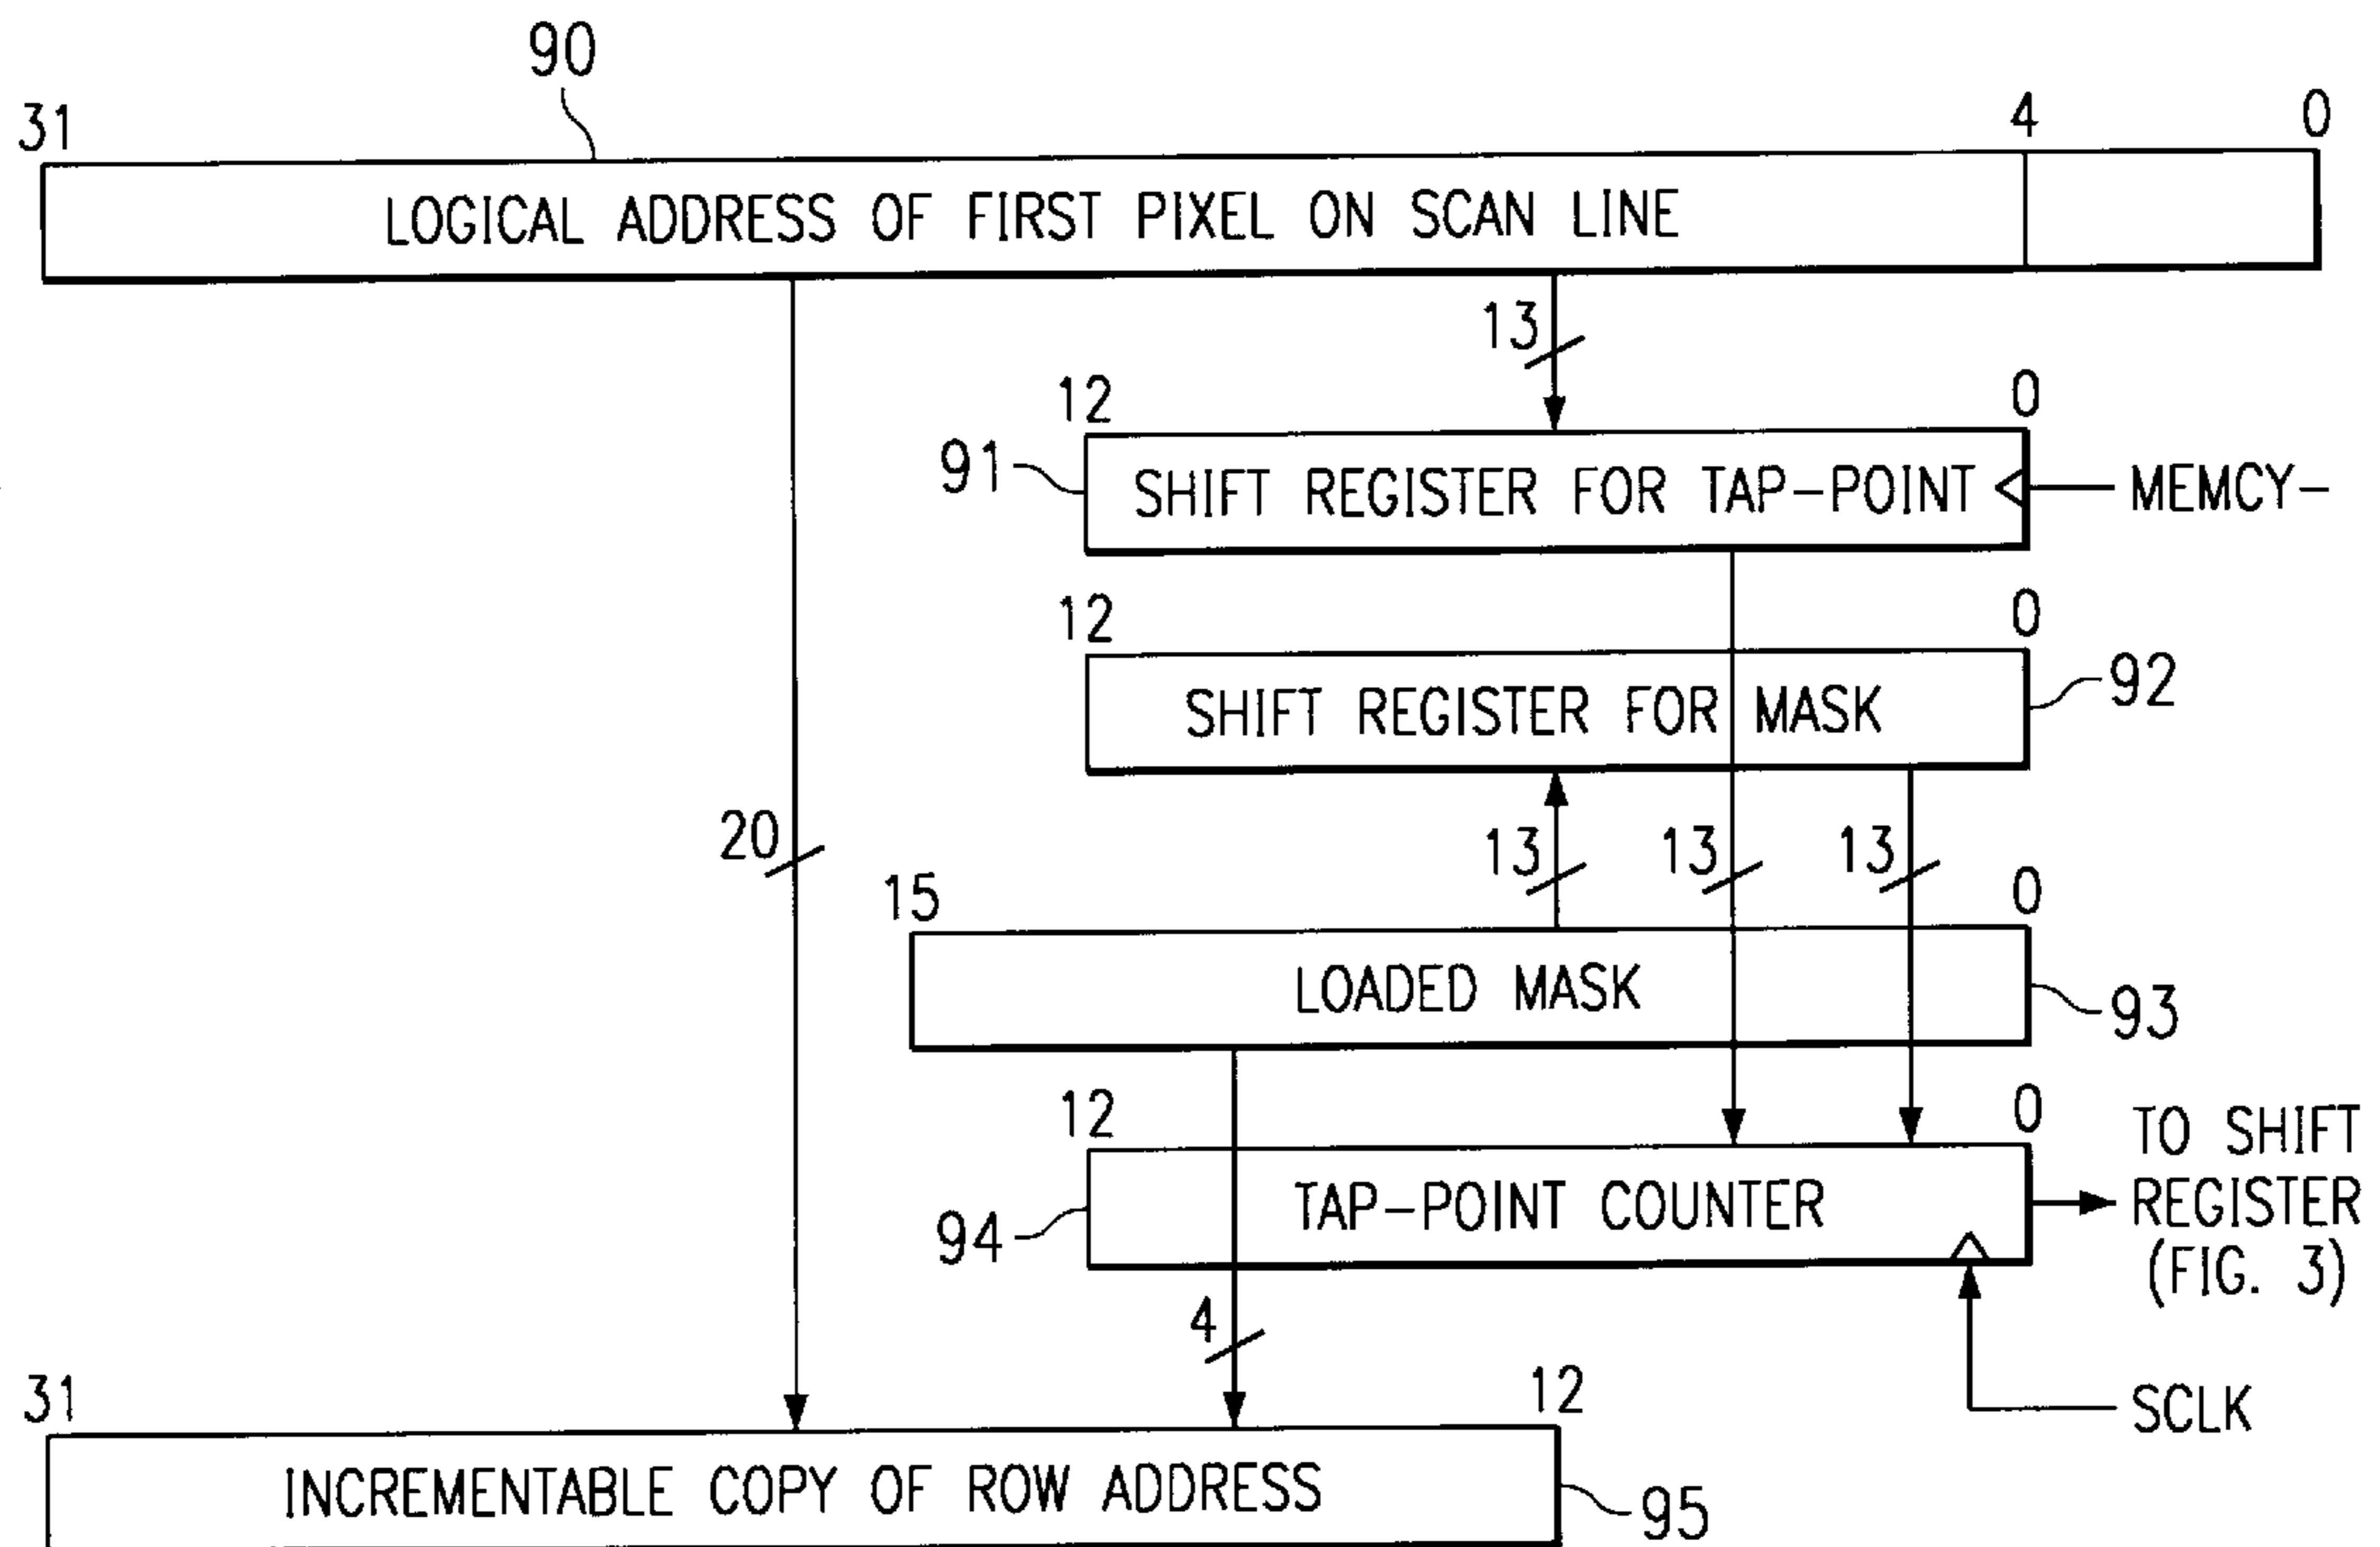 90
31 4 0
LOGICAL ADDRESS OF FIRST PIXEL ON SCAN LINE
13
12 0
91 SHIFT REGISTER FOR TAP-POINT MEMCY-
12 0
SHIFT REGISTER FOR MASK 92
20 13 13 13
15 0
LOADED MASK 93
12 0
94 TAP-POINT COUNTER
TO SHIFT
REGISTER
(FIG. 3)
4
SCLK
31 12
INCREMENTABLE COPY OF ROW ADDRESS 95